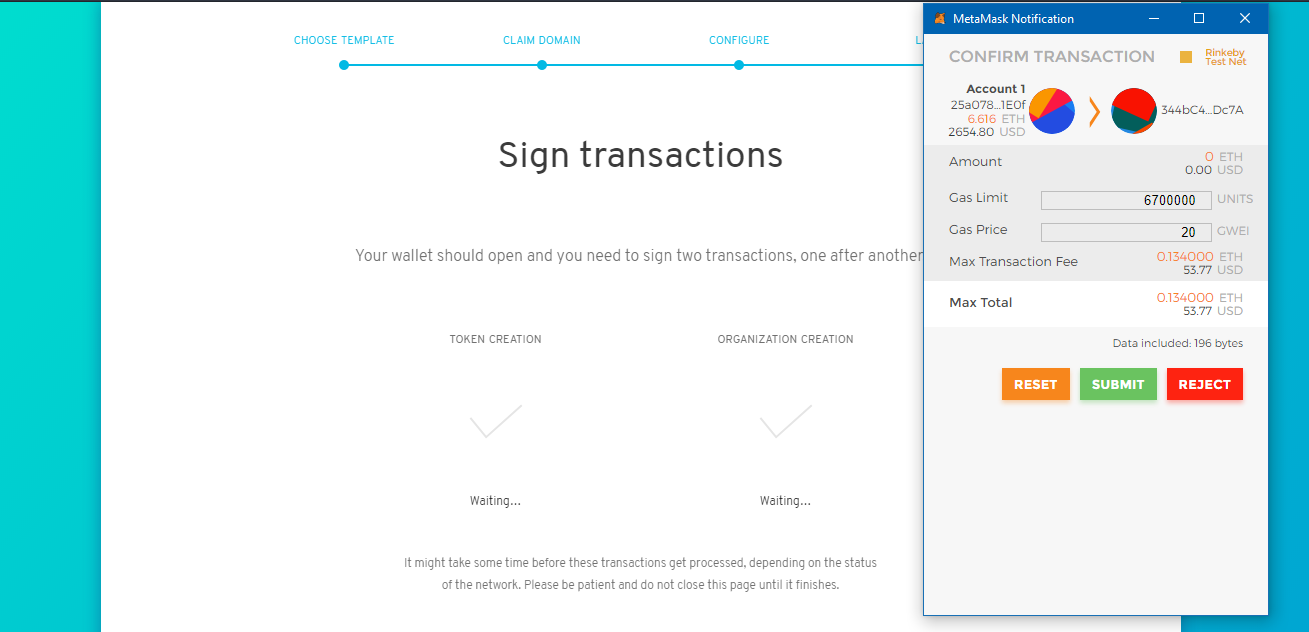 CHOOSE TEMPLATE
CLAIM DOMAIN
CONFIGURE
Sign transactions
Your wallet should open and you need to sign two transactions, one after another
TOKEN CREATION
ORGANIZATION CREATION
Waiting...
Waiting...
It might take some time before these transactions get processed, depending on the status
of the network. Please be patient and do not close this page until it finishes.
MetaMask Notification
CONFIRM TRANSACTION
Rinkeby
Test Net
Account 1
25a078...1E0f
6.616 ETH
2654.80 USD
344bC4...Dc7A
Amount
0 ETH
0.00 USD
Gas Limit
6700000 UNITS
Gas Price
20 GWEI
Max Transaction Fee
0.134000 ETH
53.77 USD
Max Total
0.134000 ETH
53.77 USD
Data included: 196 bytes
RESET
SUBMIT
REJECT